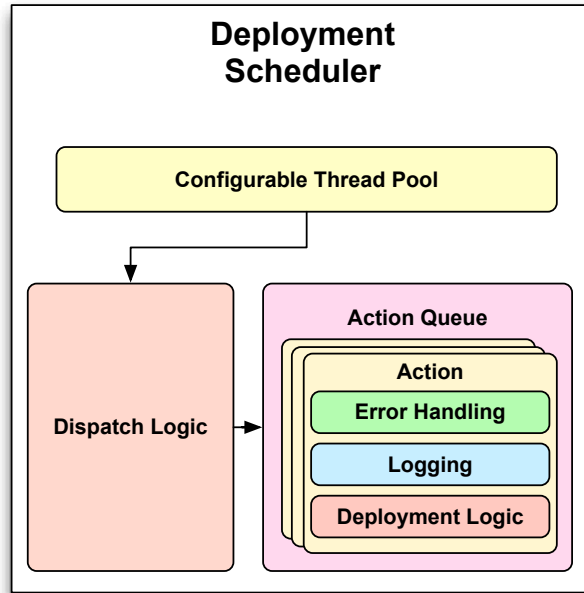 Deployment
Scheduler
Configurable Thread Pool
Dispatch Logic
Action Queue
Action
Error Handling
Logging
Deployment Logic